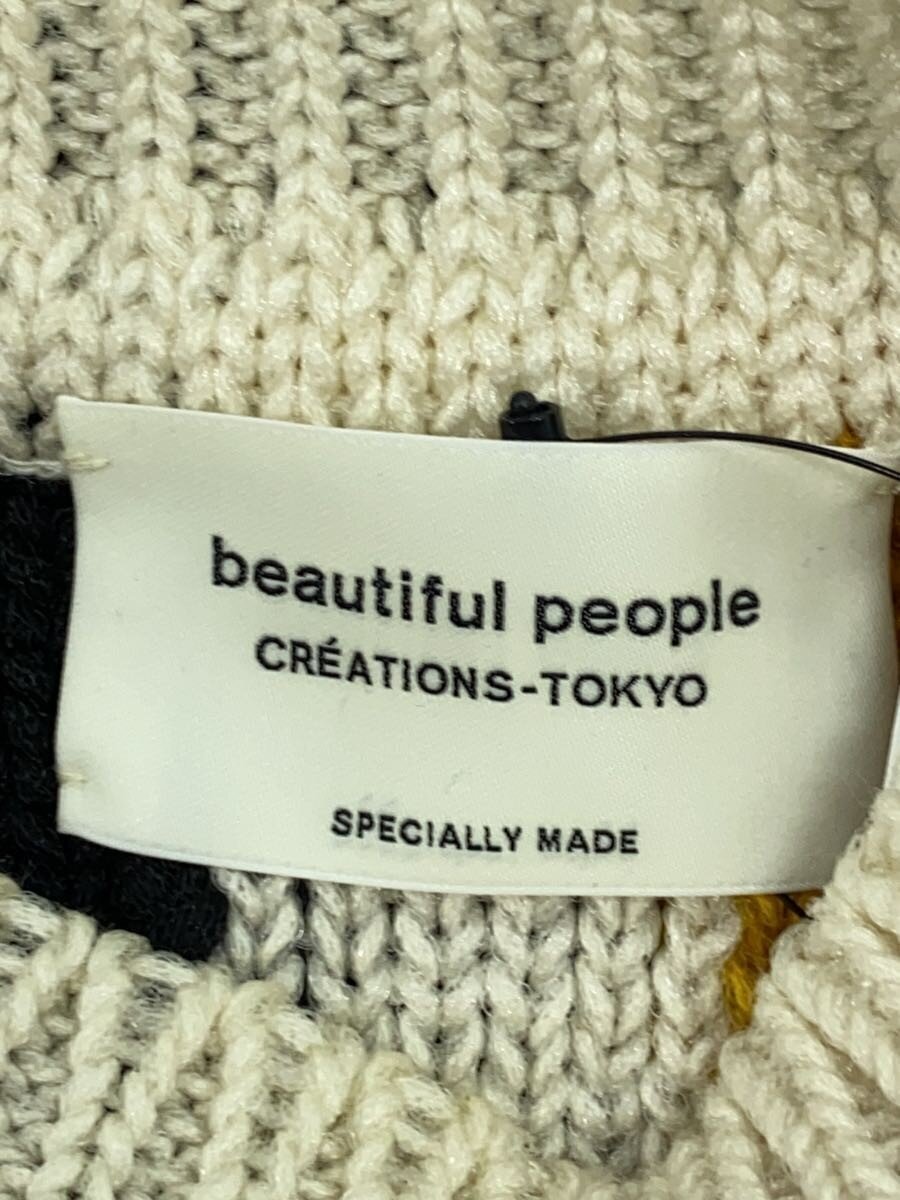 beautiful people
CRÉATIONS-TOKYO
SPECIALLY MADE